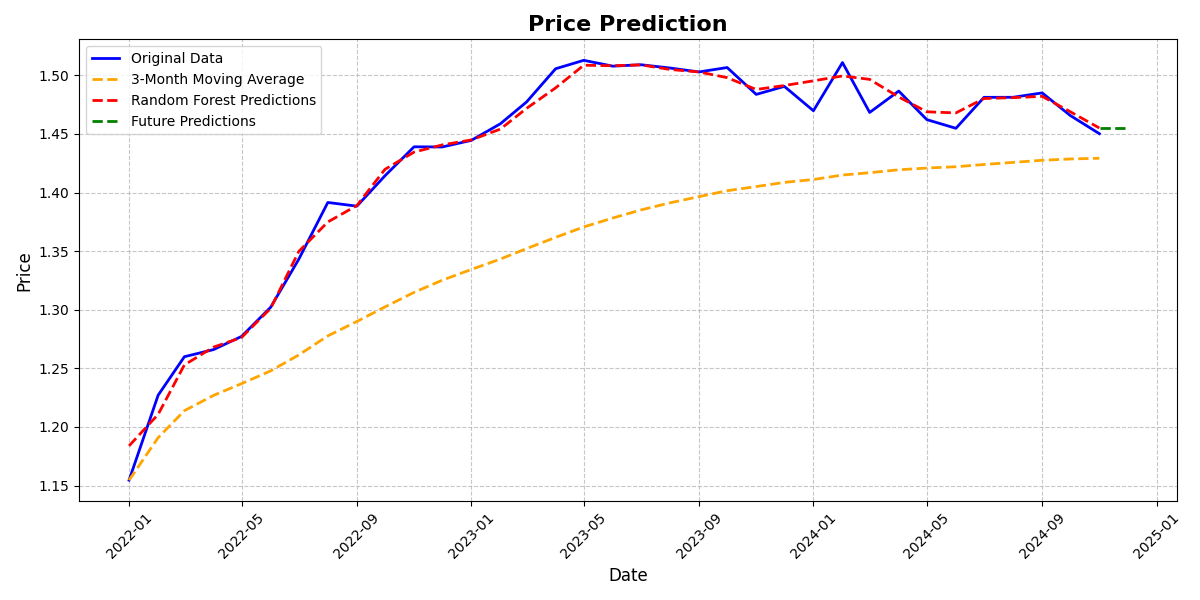 Price Prediction
Original Data
3-Month Moving Average
Random Forest Predictions
Future Predictions
Price
1.50
1.45
1.40
1.35
1.30
1.25
1.20
1.15
2022-01
2022-05
2022-09
2023-01
2023-05
2023-09
2024-01
2024-05
2024-09
2025-01
Date